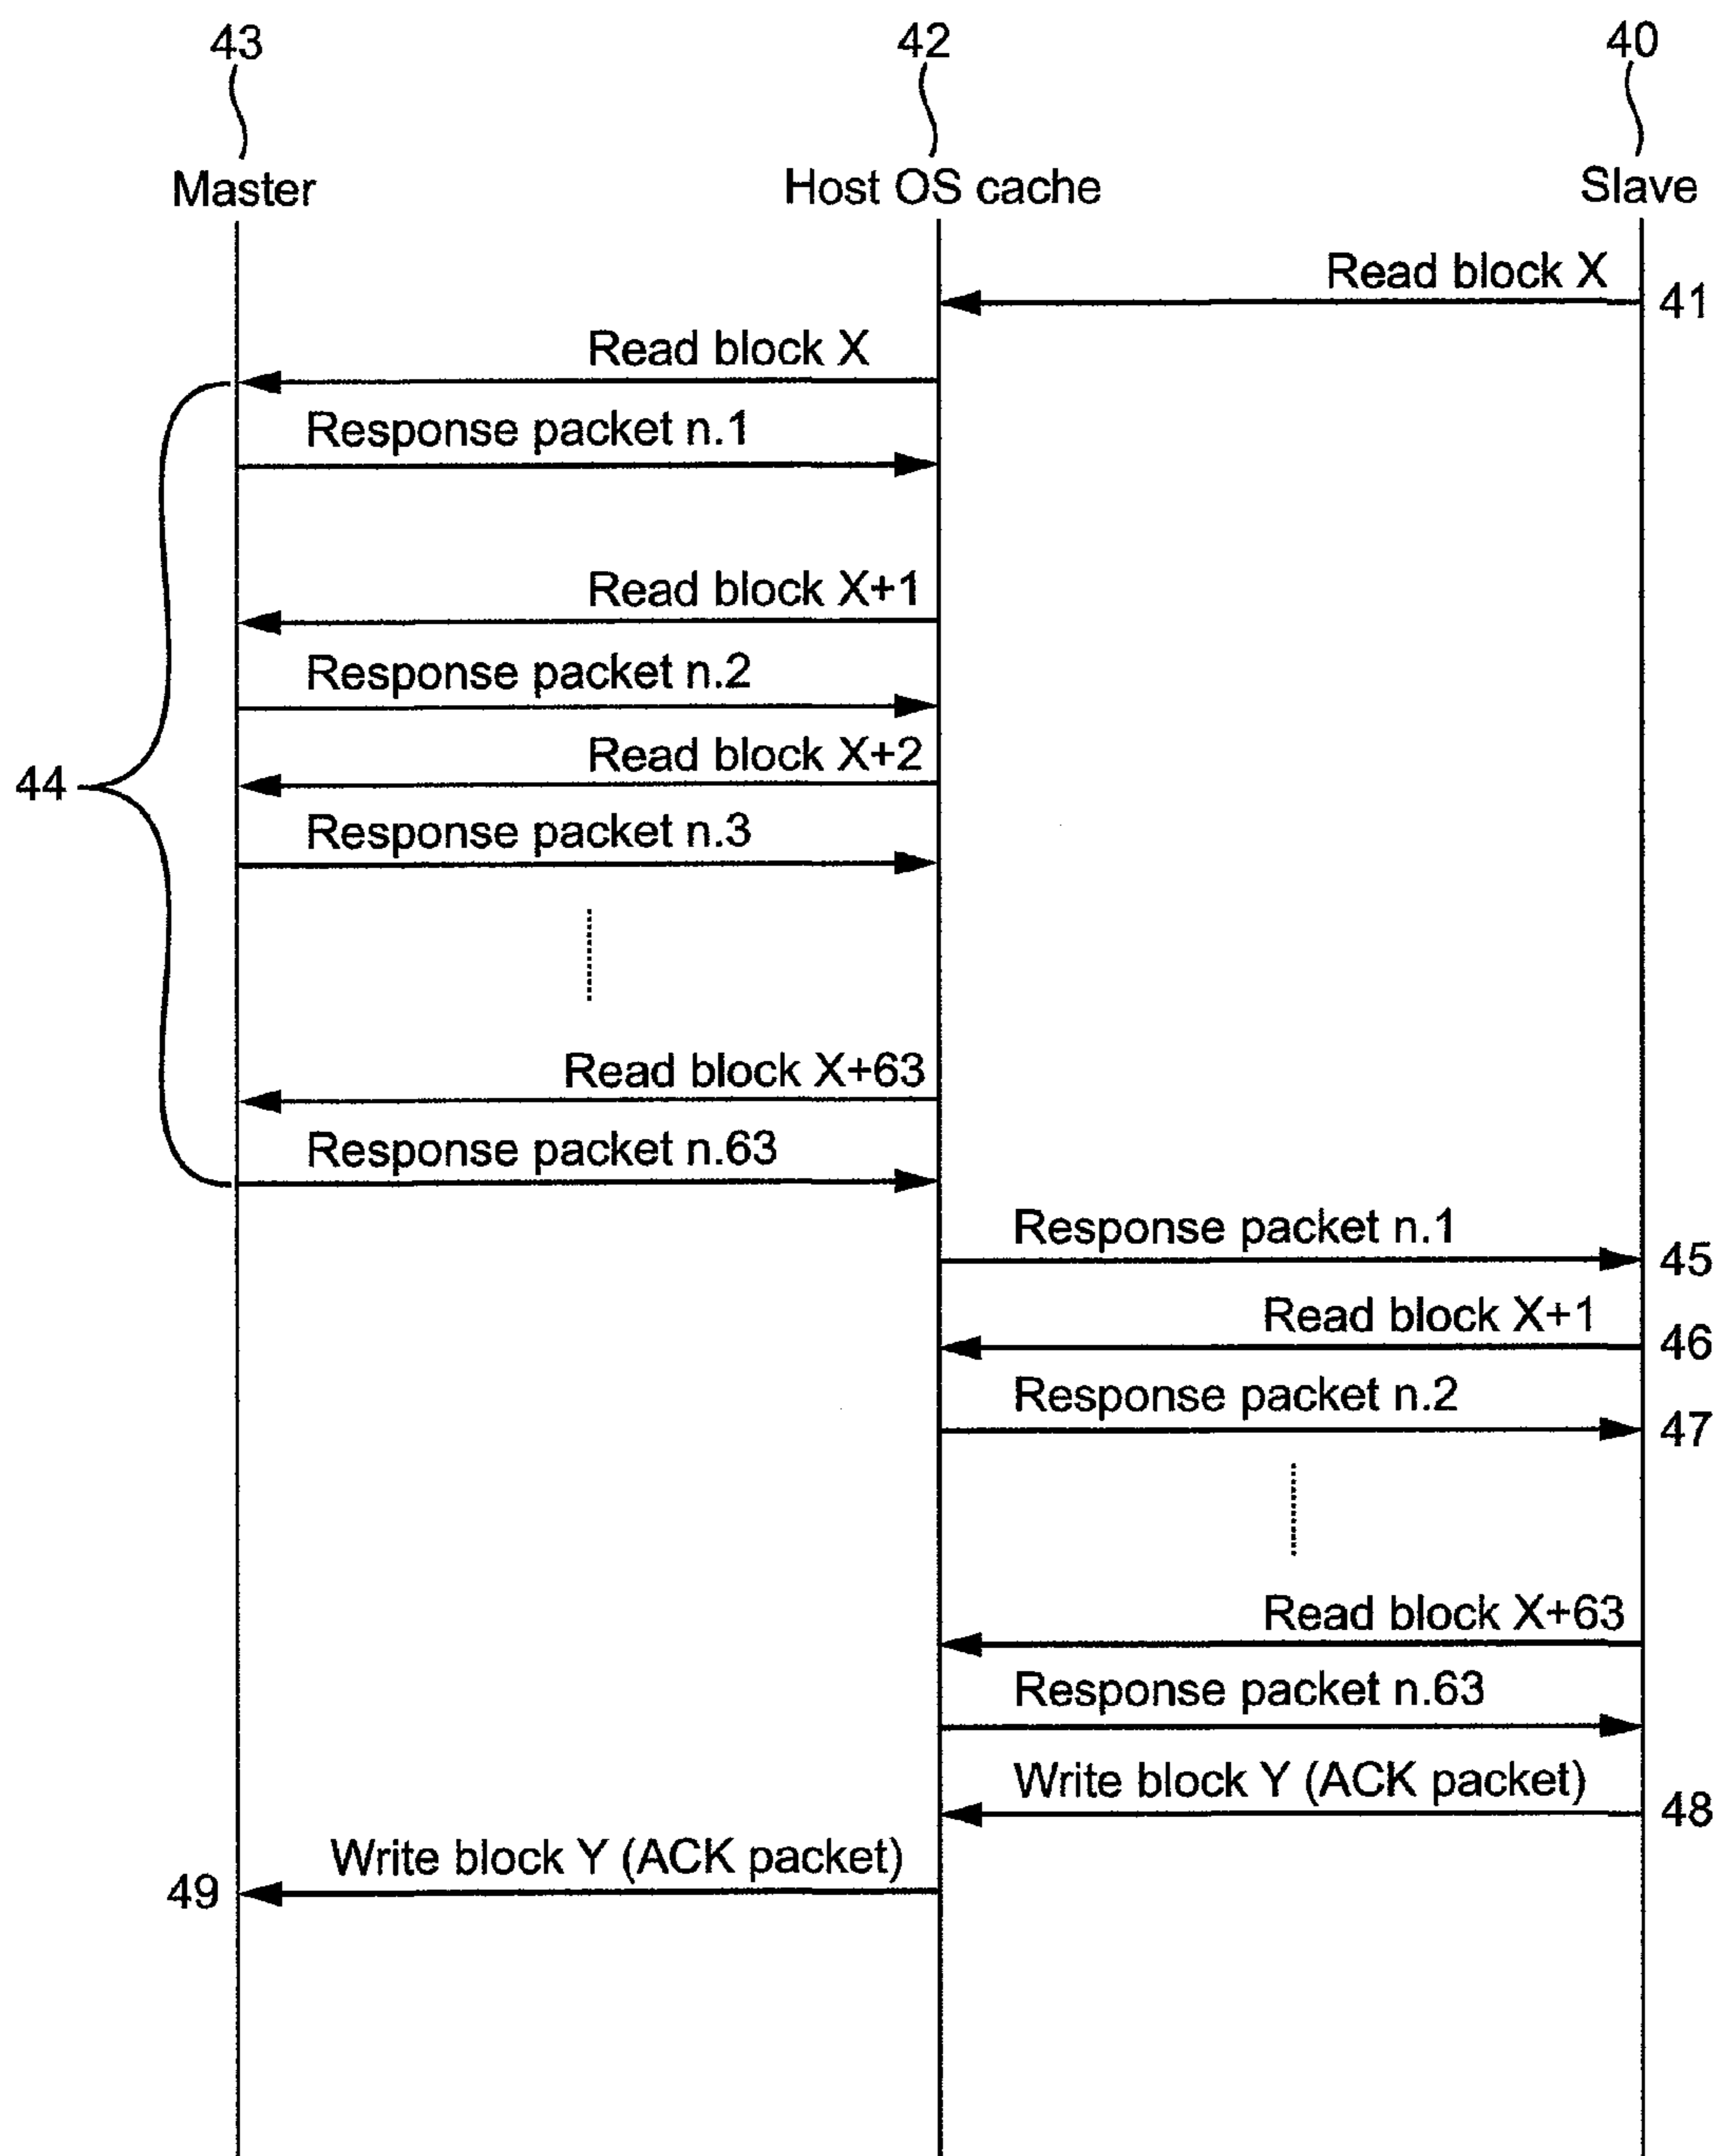 43 42 40
Master Host OS cache Slave
Read block X
41
Read block X
Response packet n.1
Read block X+1
Response packet n.2
Read block X+2
44
Response packet n.3
Read block X+63
Response packet n.63
Response packet n.1
45
Read block X+1
46
Response packet n.2
47
Read block X+63
Response packet n.63
Write block Y (ACK packet)
48
Write block Y (ACK packet)
49